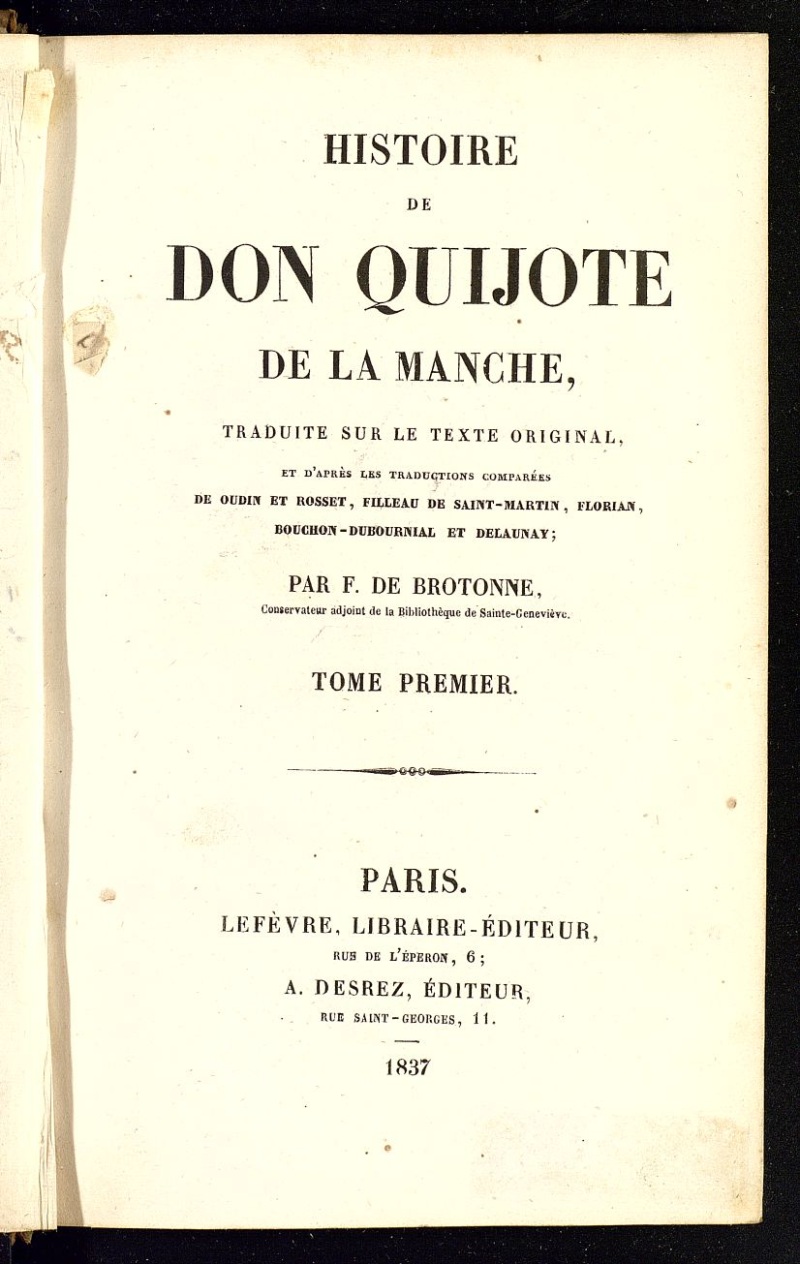 HISTOIRE
DE
DON QUIJOTE
DE LA MANCHE,
TRADUITE SUR LE TEXTE ORIGINAL,
ET D'APRÈS LES TRADUCTIONS COMPARÉES
DE OUDIN ET ROSSET, FILLEAU DE SAINT-MARTIN, FLORIAN,
BOUCHON-DUBOURNIAL ET DELAUNAY;
PAR F. DE BROTONNE,
Conservateur adjoint de la Bibliothèque de Sainte-Geneviève.
TOME PREMIER.
PARIS.
LEFÈVRE, LIBRAIRE-ÉDITEUR,
RUE DE L'ÉPERON, 6;
A. DESREZ, ÉDITEUR,
RUE SAINT-GEORGES, 11.
1837